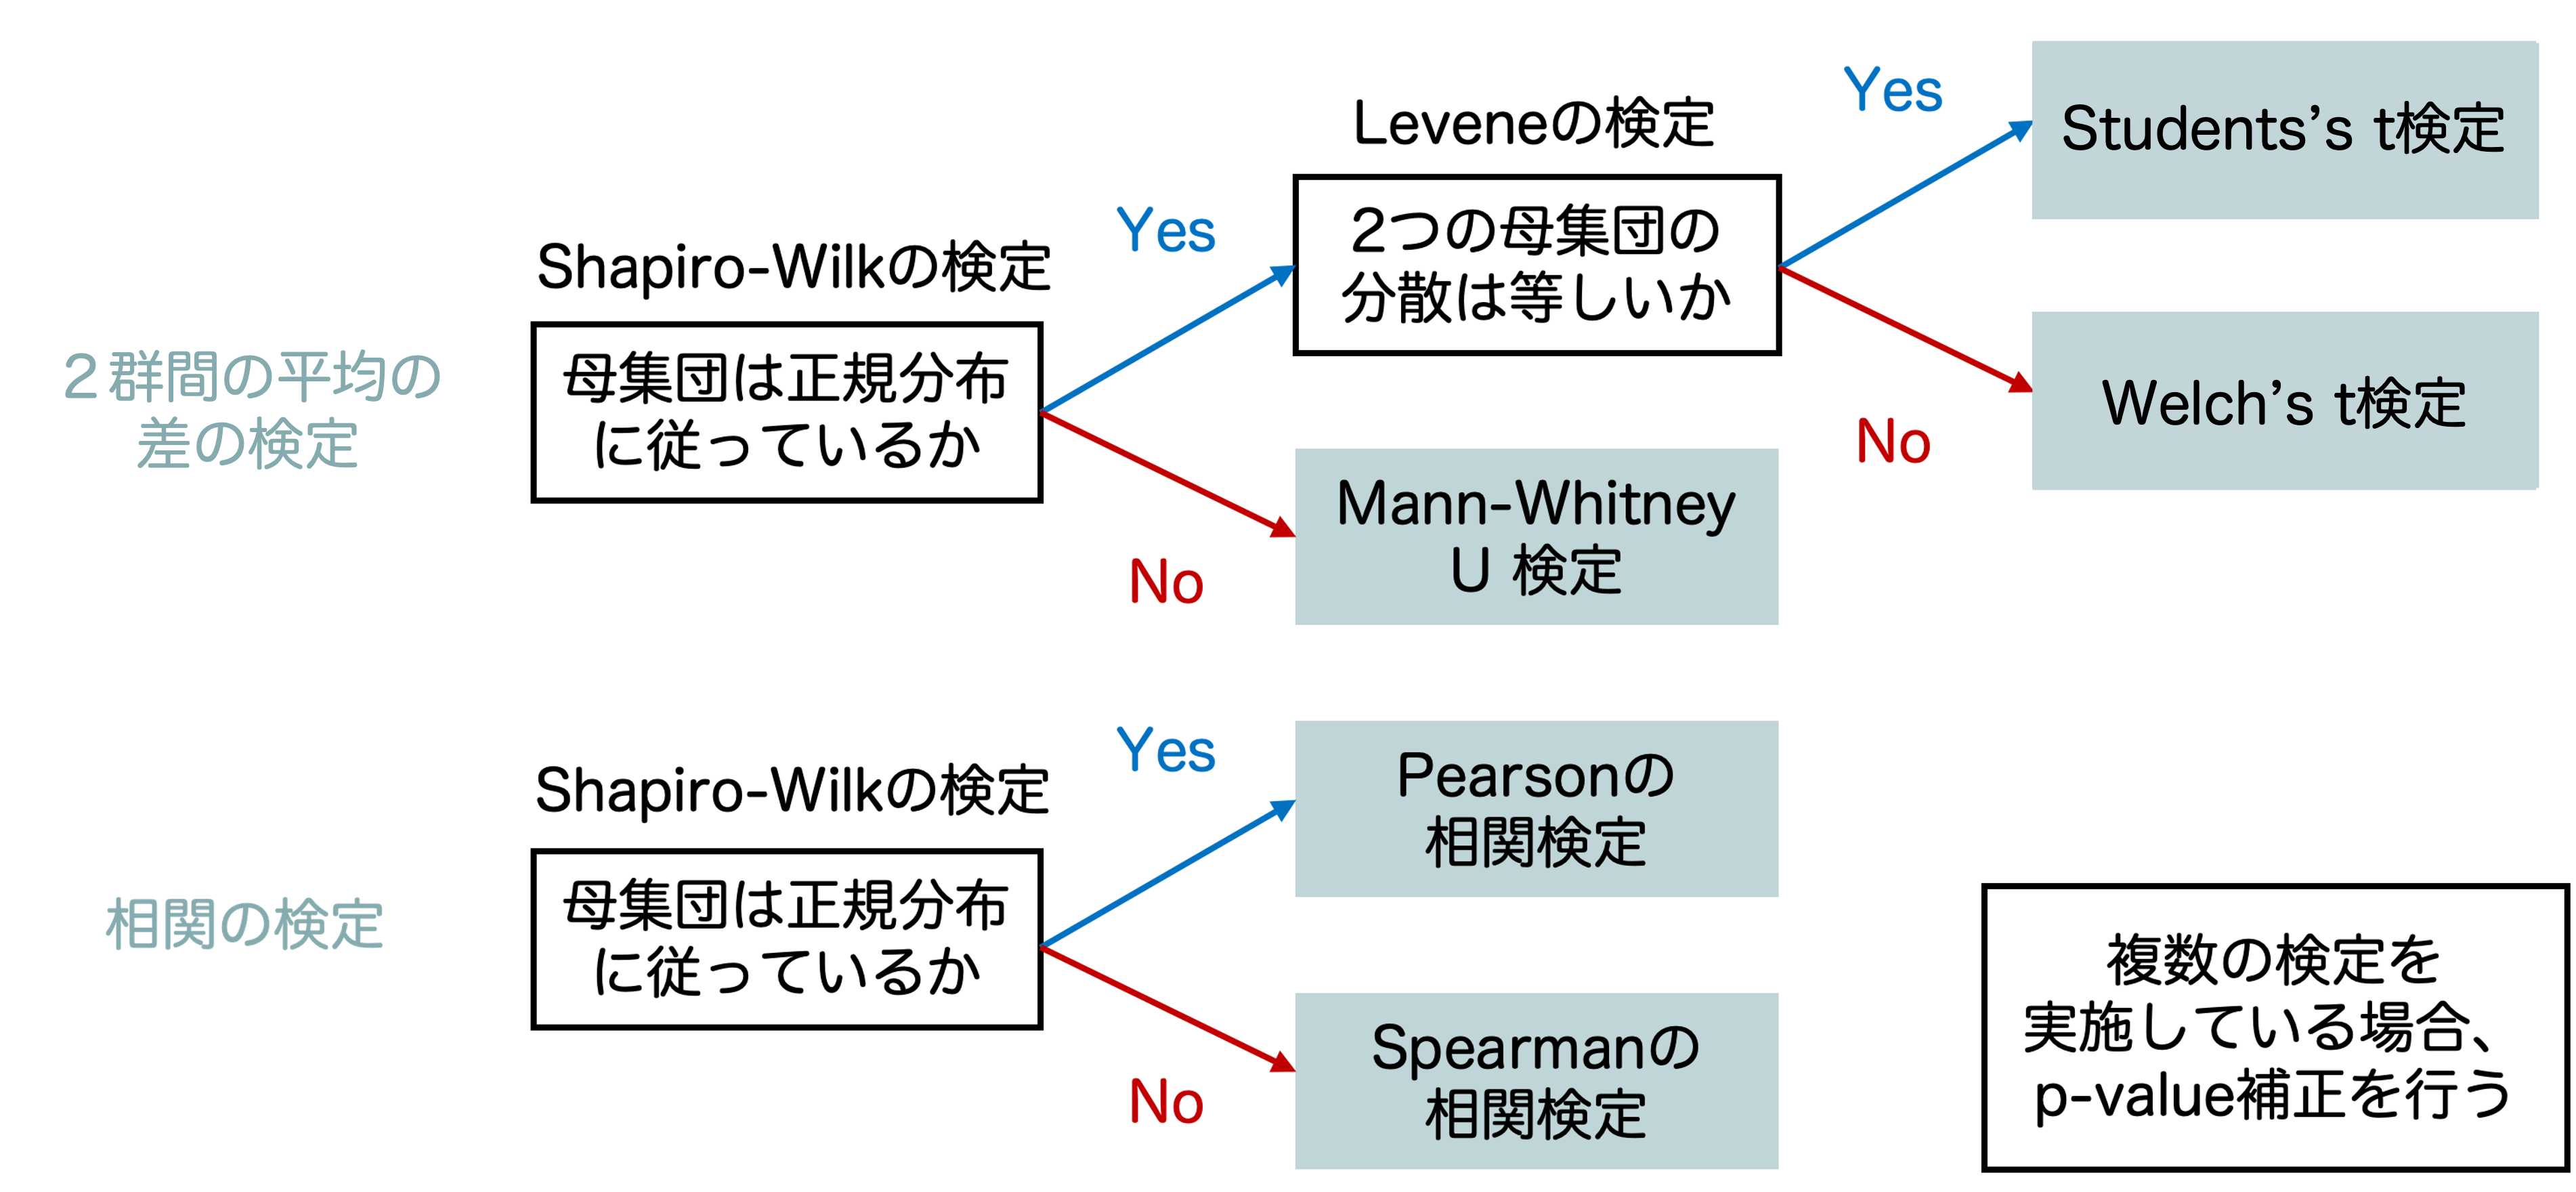 ２群間の平均の
差の検定
Shapiro-Wilkの検定
母集団は正規分布
に従っているか
Yes
No
Leveneの検定
2つの母集団の
分散は等しいか
Mann-Whitney
U 検定
Yes
No
Students’s t検定
Welch’s t検定
相関の検定
Shapiro-Wilkの検定
母集団は正規分布
に従っているか
Yes
No
Pearsonの
相関検定
Spearmanの
相関検定
複数の検定を
実施している場合、
p-value補正を行う